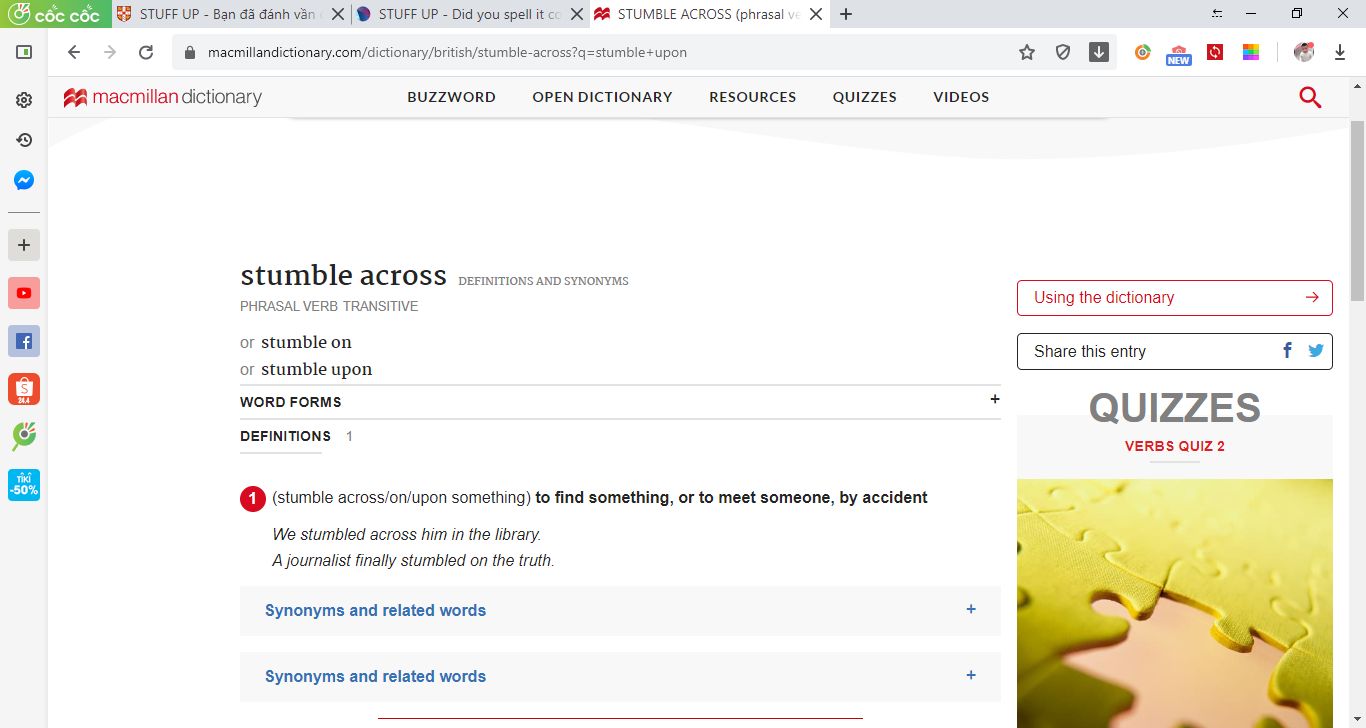 cốc cốc
STUFF UP - Bạn đã đánh vần
STUFF UP - Did you spell it co
STUMBLE ACROSS (phrasal ve
macmillandictionary.com/dictionary/british/stumble-across?q=stumble+upon
NEW
macmillan dictionary
BUZZWORD OPEN DICTIONARY RESOURCES QUIZZES VIDEOS
stumble across DEFINITIONS AND SYNONYMS
PHRASAL VERB TRANSITIVE
or stumble on
or stumble upon
WORD FORMS +
DEFINITIONS 1
1 (stumble across/on/upon something) to find something, or to meet someone, by accident
We stumbled across him in the library.
A journalist finally stumbled on the truth.
Synonyms and related words +
Synonyms and related words +
Using the dictionary
Share this entry
QUIZZES
VERBS QUIZ 2
24.4
TIKI
-50%